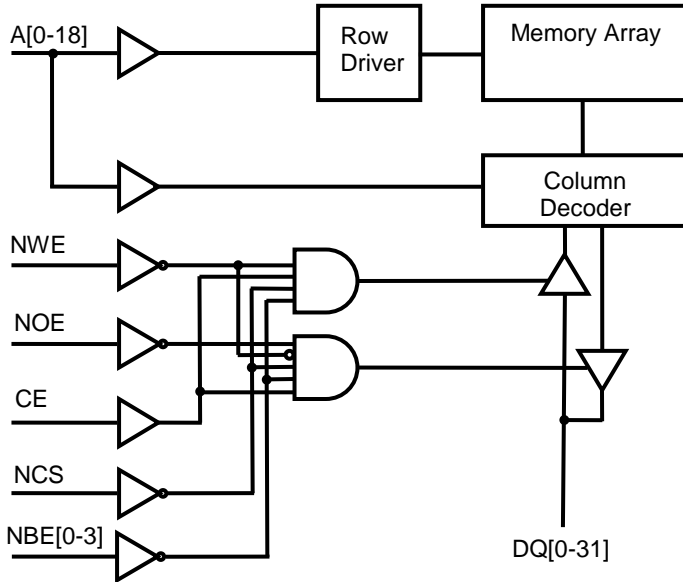 A[0-18]
Row
Driver
Memory Array
Column
Decoder
NWE
NOE
CE
NCS
NBE[0-3]
DQ[0-31]